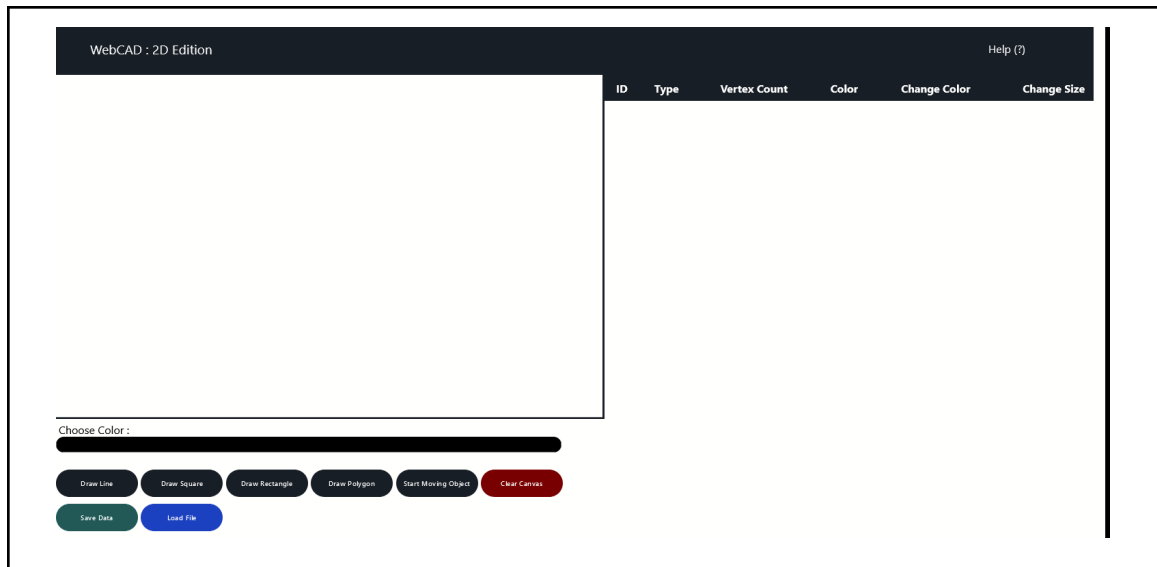 WebCAD : 2D Edition Help (?)
ID Type Vertex Count Color Change Color Change Size
Choose Color :
Draw Line Draw Square Draw Rectangle Draw Polygon Start Moving Object Clear Canvas
Save Data Load File